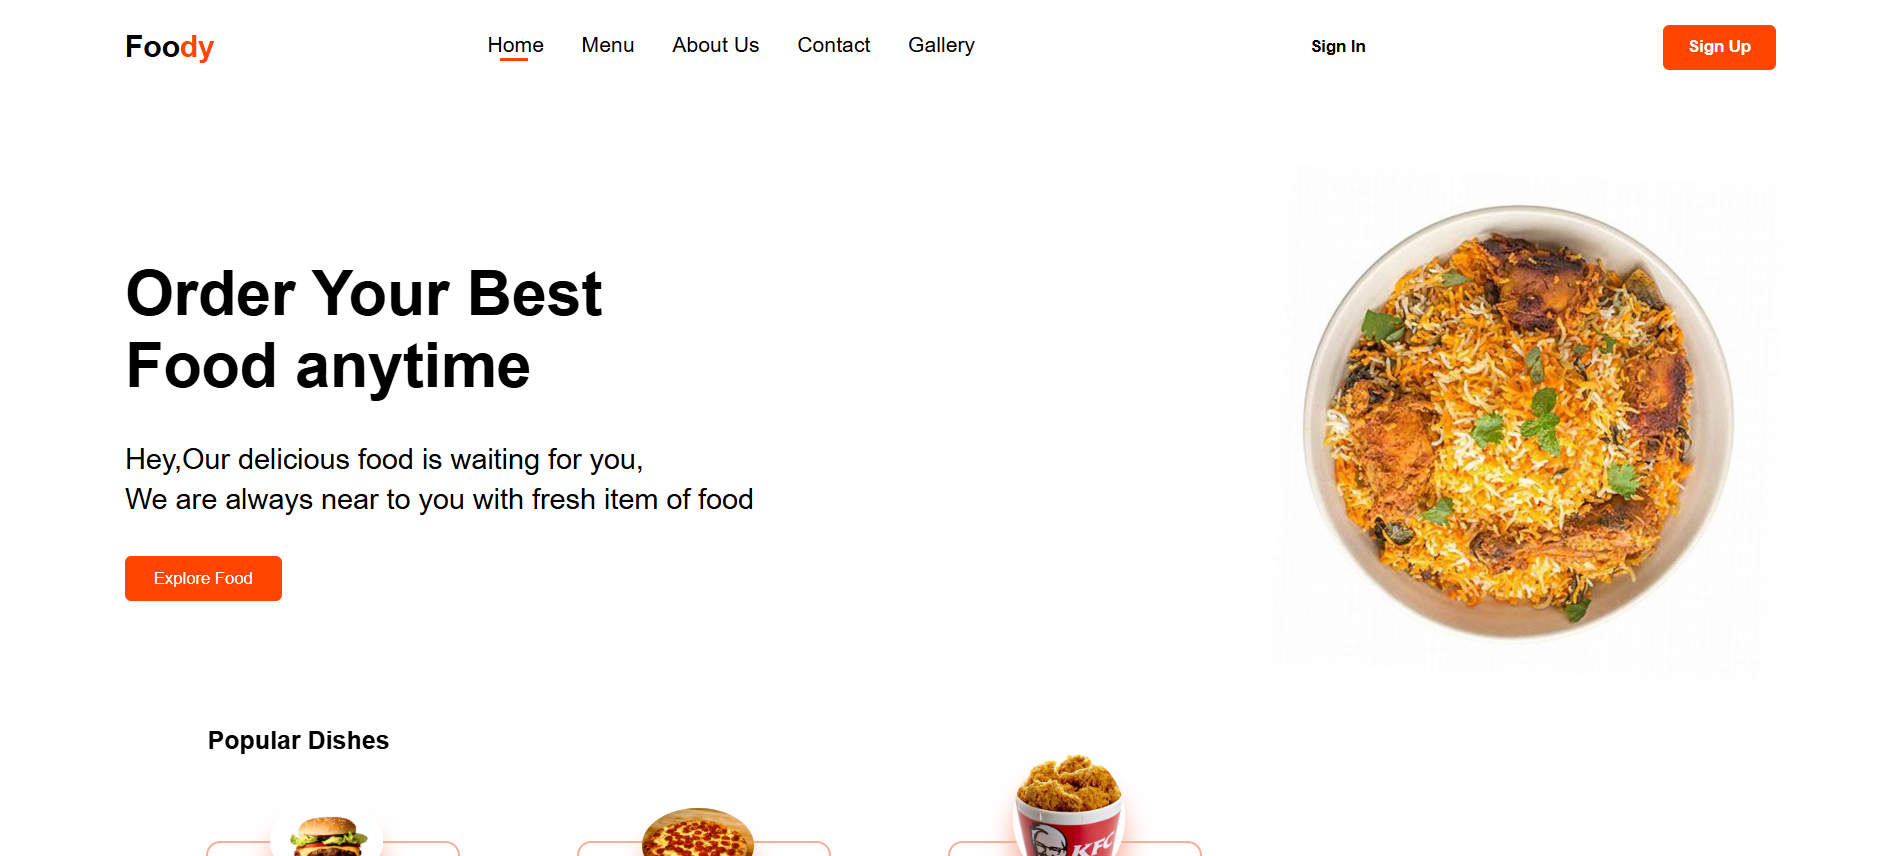 Foody
Home Menu About Us Contact Gallery
Sign In
Sign Up
Order Your Best
Food anytime
Hey,Our delicious food is waiting for you,
We are always near to you with fresh item of food
Explore Food
Popular Dishes
KFC